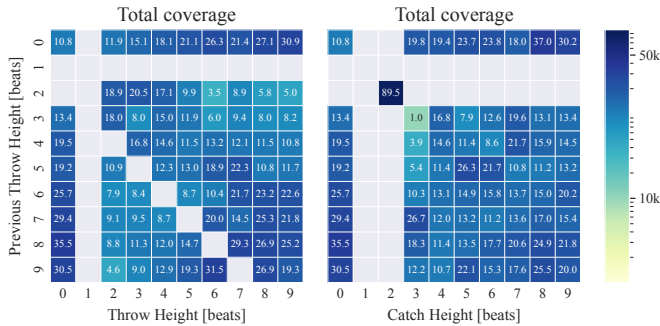 Total coverage
Previous Throw Height [beats]
0 10.8 11.9 15.1 18.1 21.1 26.3 21.4 27.1 30.9
1
2 18.9 20.5 17.1 9.9 3.5 8.9 5.8 5.0
3 13.4 18.0 8.0 15.0 11.9 6.0 9.4 8.0 8.2
4 19.5 16.8 14.6 11.5 13.2 12.1 11.5 10.8
5 19.2 10.9 12.3 13.0 18.9 22.3 10.8 11.7
6 25.7 7.9 8.4 8.7 10.4 21.7 23.2 22.6
7 29.4 9.1 9.5 8.7 20.0 14.5 25.3 21.8
8 35.5 8.8 11.3 12.0 14.7 29.3 26.9 25.2
9 30.5 4.6 9.0 12.9 19.3 31.5 26.9 19.3
0 1 2 3 4 5 6 7 8 9
Throw Height [beats]
Total coverage
10.8 19.8 19.4 23.7 23.8 18.0 37.0 30.2
89.5
13.4 1.0 16.8 7.9 12.6 19.6 13.1 13.4
19.5 3.9 14.6 11.4 8.6 21.7 15.9 14.5
19.2 5.4 11.4 26.3 21.7 10.8 11.2 13.2
25.7 10.3 13.1 14.9 15.8 13.7 15.0 20.2
29.4 26.7 12.0 13.2 11.2 13.6 17.0 15.4
35.5 18.3 11.4 13.5 17.7 20.6 24.9 21.8
30.5 12.2 10.7 22.1 15.3 17.6 25.5 20.0
0 1 2 3 4 5 6 7 8 9
Catch Height [beats]
50k
10k